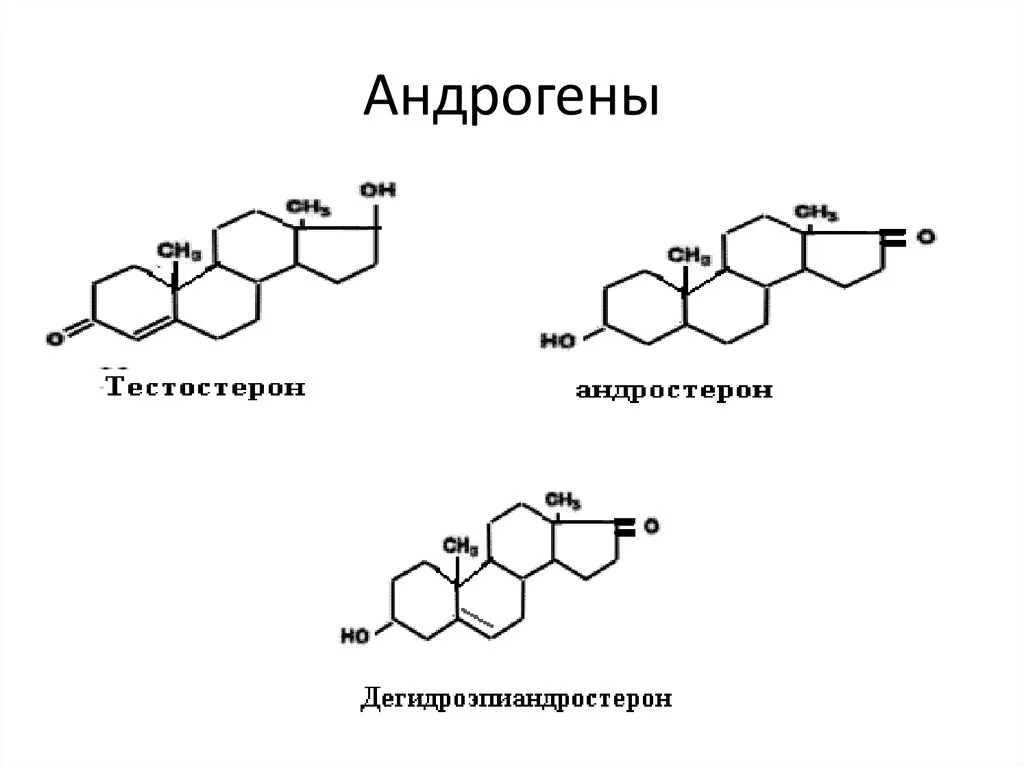 Андрогены
OH
CH3
CH3
O
Тестостерон
CH3
O
CH3
HO
андростерон
CH3
O
CH3
HO
Дегидроэпиандростерон